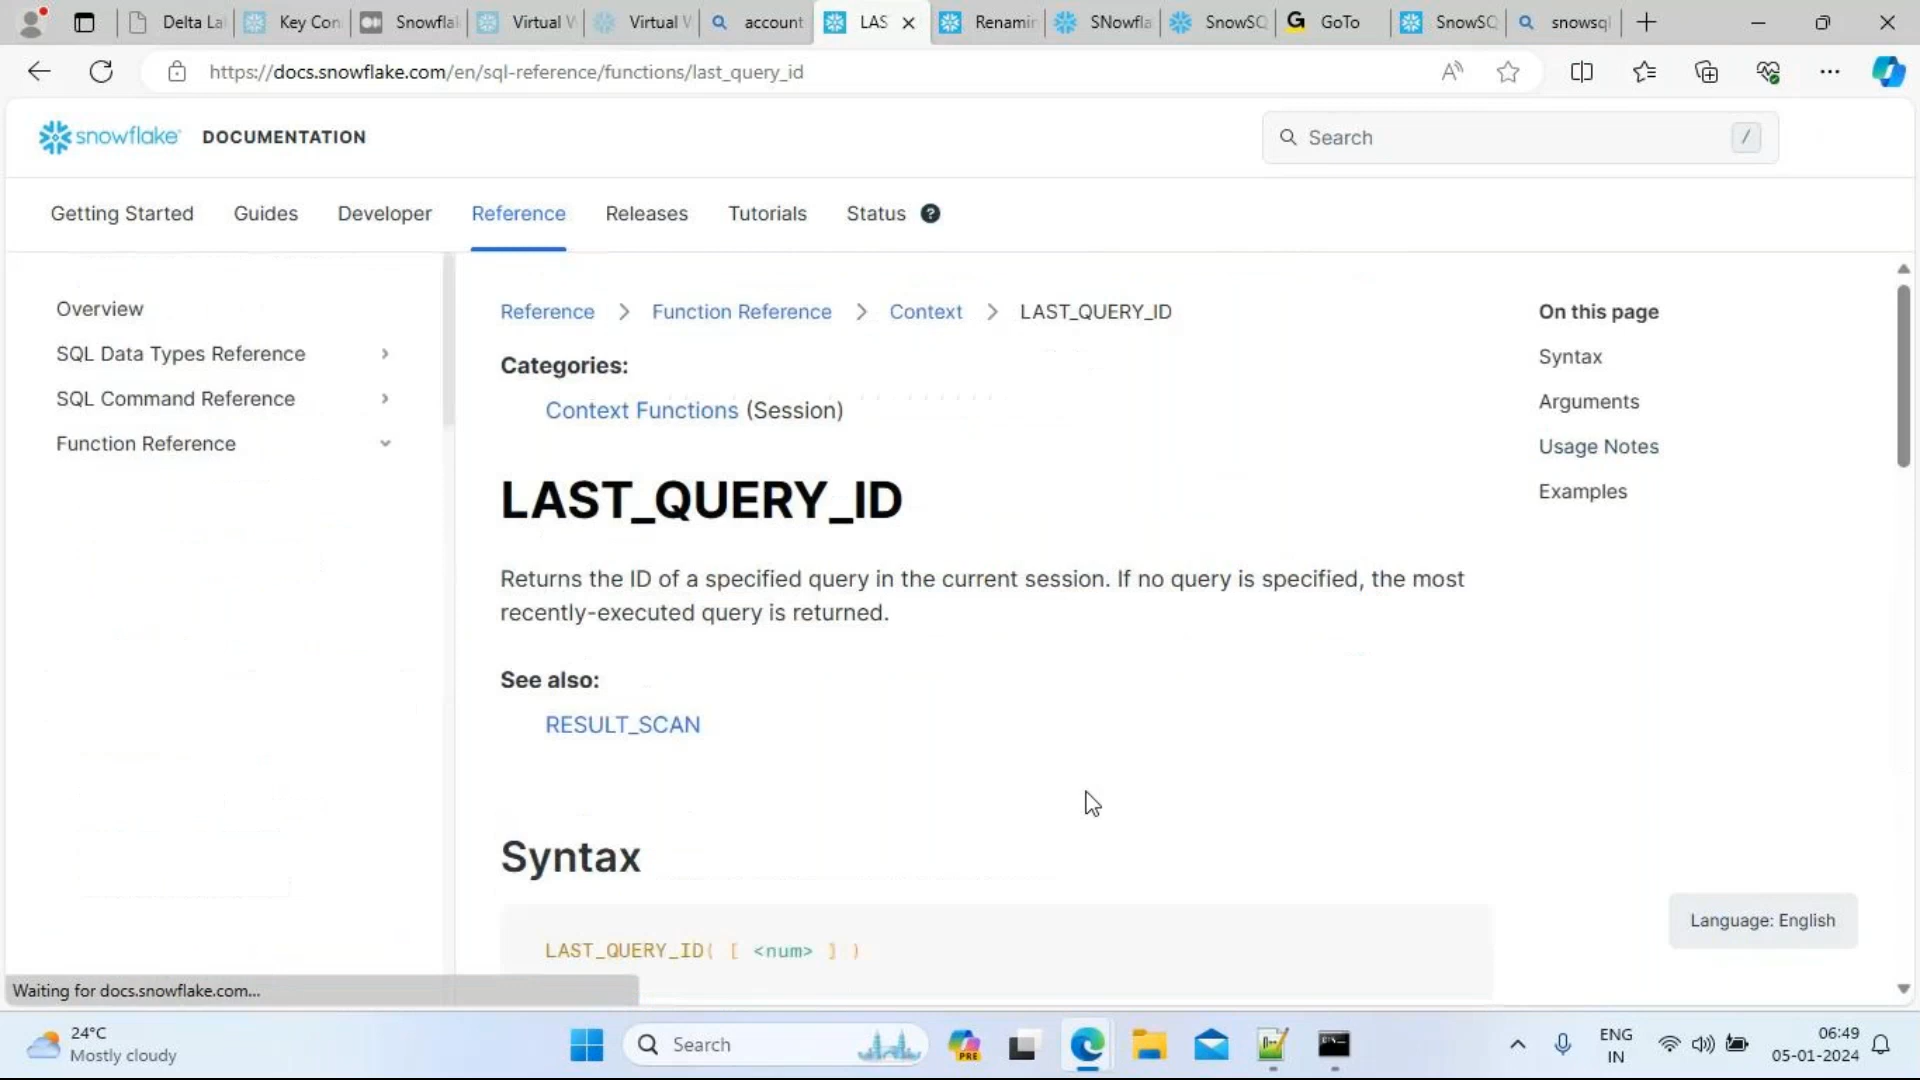 Delta La
Key Con
Snowfla
Virtual V
Virtual V
account
LAS
Renamin
SNowfla
SnowSQ
G GoTo
SnowSQ
snowsql
https://docs.snowflake.com/en/sql-reference/functions/last_query_id
snowflake DOCUMENTATION
Search /
Getting Started Guides Developer Reference Releases Tutorials Status ?
Overview
SQL Data Types Reference
SQL Command Reference
Function Reference
Reference > Function Reference > Context > LAST_QUERY_ID
Categories:
Context Functions (Session)
LAST_QUERY_ID
Returns the ID of a specified query in the current session. If no query is specified, the most
recently-executed query is returned.
See also:
RESULT_SCAN
Syntax
LAST_QUERY_ID( [ <num> ] )
On this page
Syntax
Arguments
Usage Notes
Examples
Language: English
Waiting for docs.snowflake.com...
24°C
Mostly cloudy
Search
PRE
ENG
IN
06:49
05-01-2024